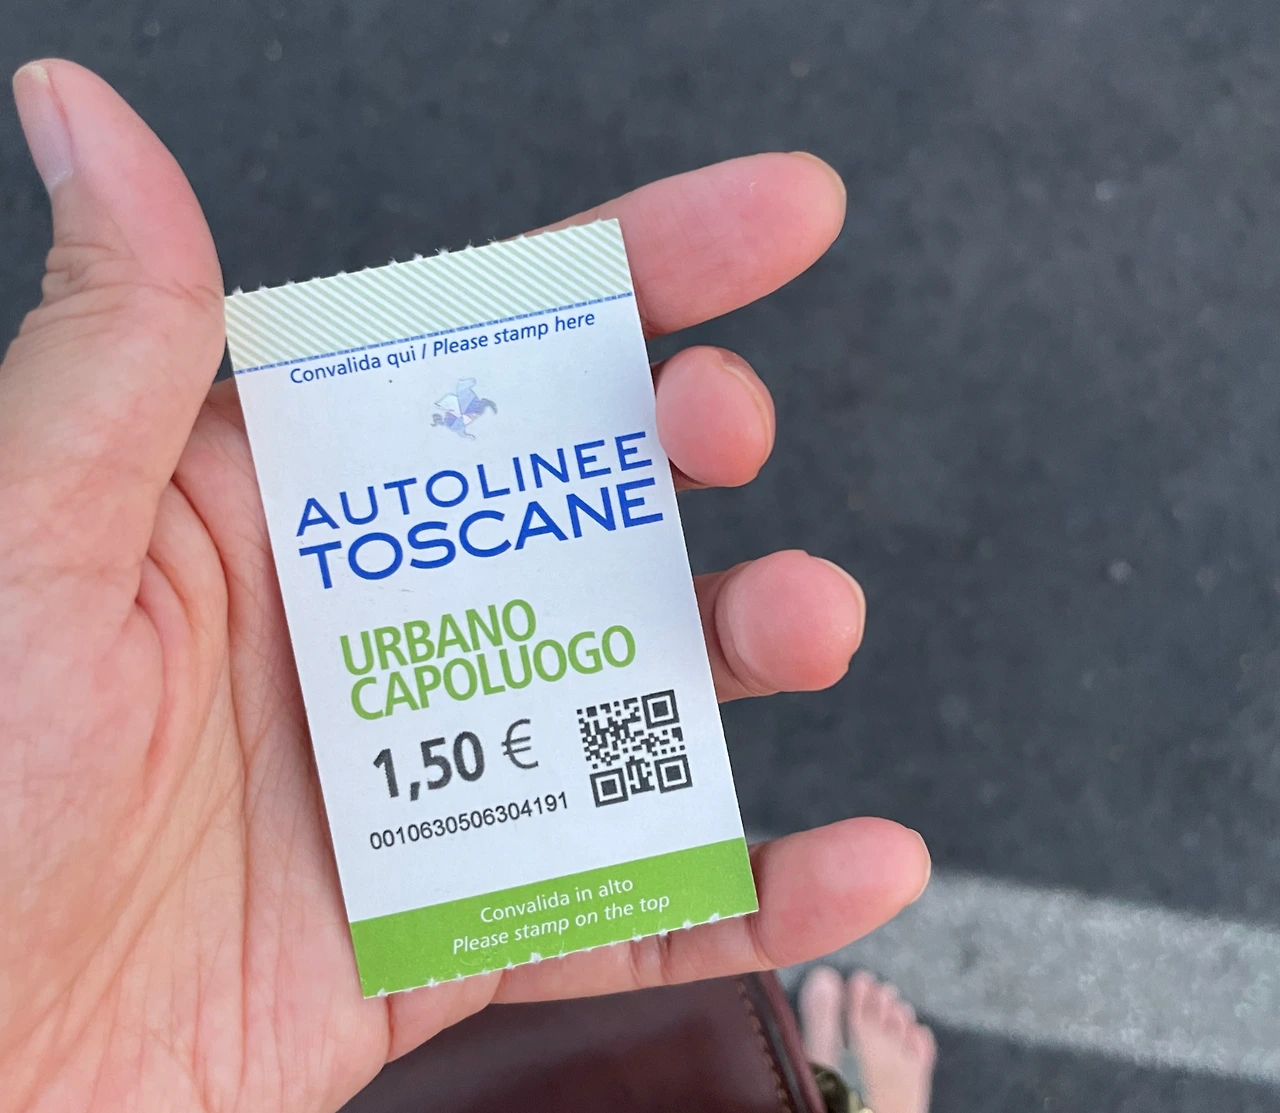 Convalida qui / Please stamp here
AUTOLINEE
TOSCANE
URBANO
CAPOLUOGO
1,50 €
0010630506304191
Convalida in alto
Please stamp on the top